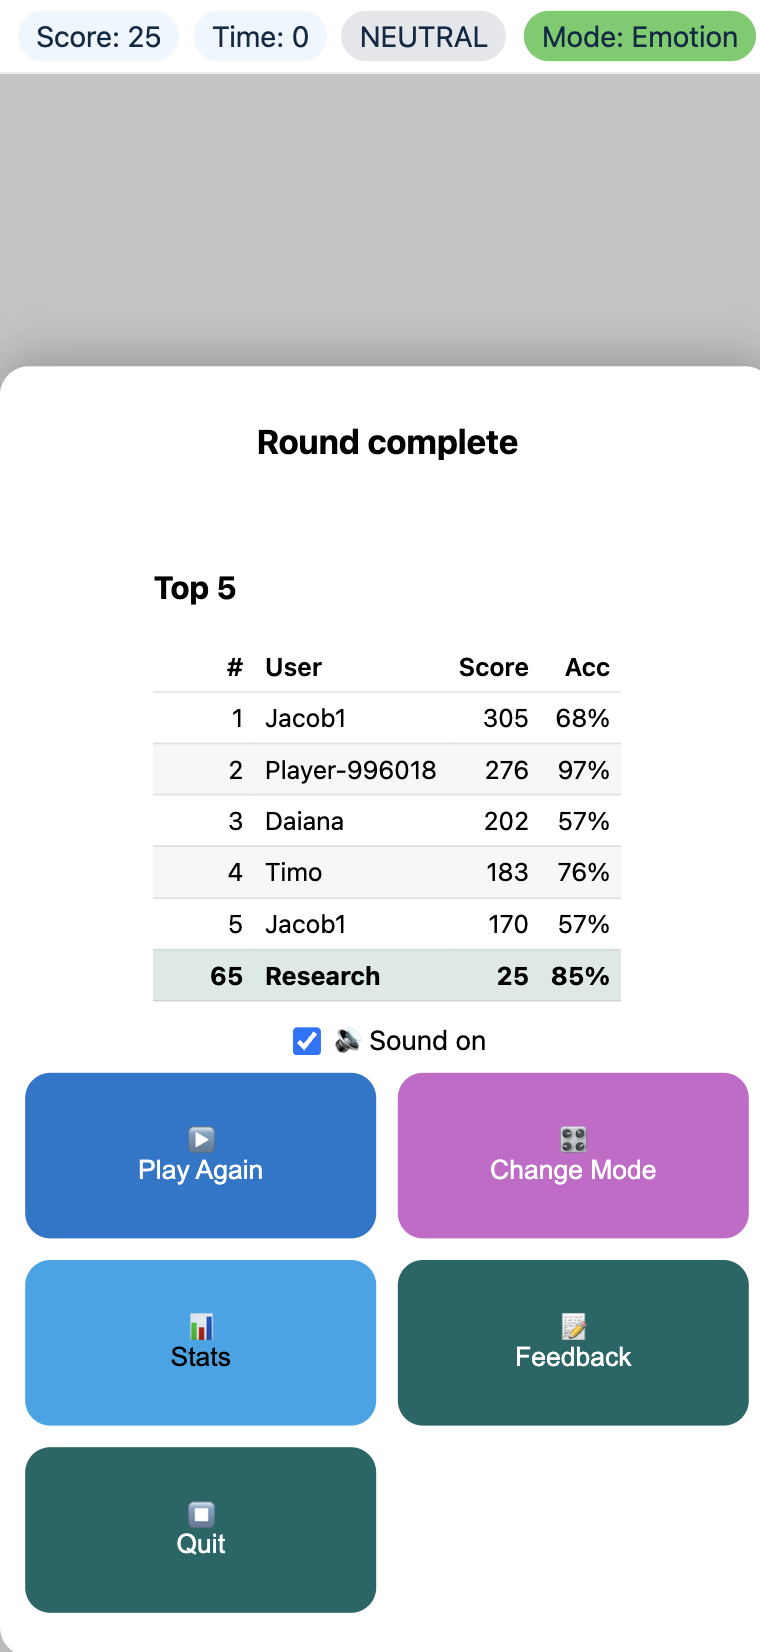 Score: 25 Time: 0 NEUTRAL Mode: Emotion
Round complete
Top 5
# User Score Acc
1 Jacob1 305 68%
2 Player-996018 276 97%
3 Daiana 202 57%
4 Timo 183 76%
5 Jacob1 170 57%
65 Research 25 85%
Sound on
Play Again
Change Mode
Stats
Feedback
Quit